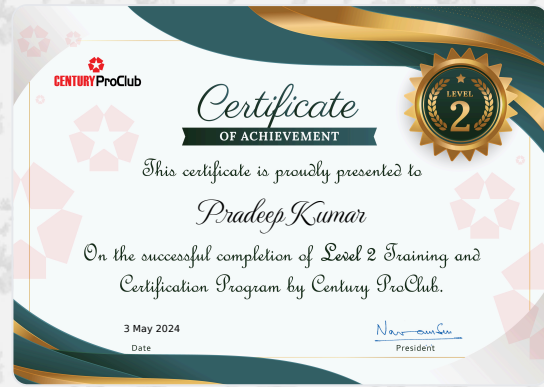 CENTURY ProClub
Certificate
OF ACHIEVEMENT
LEVEL
2
This certificate is proudly presented to
Pradeep Kumar
On the successful completion of Level 2 Training and
Certification Program by Century ProClub.
3 May 2024
Date
President